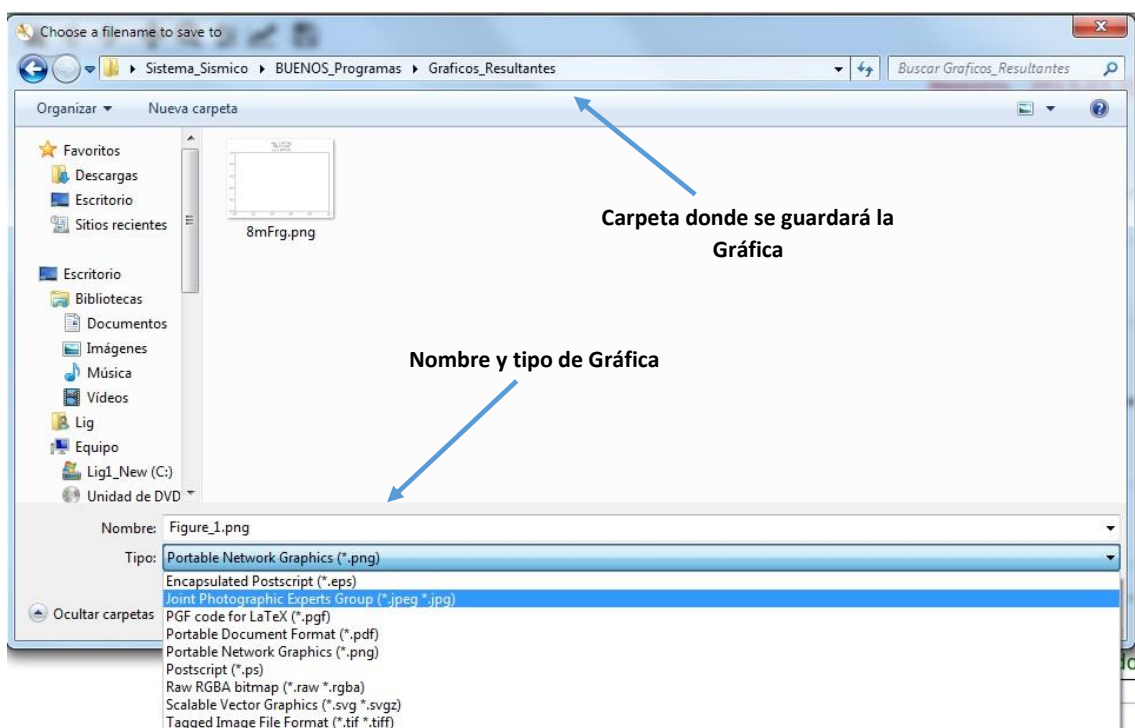 Choose a filename to save to
Sistema_Sismico BUENOS_Programas Graficos_Resultantes
Buscar Graficos_Resultantes
Organizar Nueva carpeta
Favoritos
Descargas
Escritorio
Sitios recientes
8mFrg.png
Carpeta donde se guardará la
Gráfica
Escritorio
Bibliotecas
Documentos
Imágenes
Música
Vídeos
Lig
Equipo
Lig1_New (C:)
Unidad de DVD
Nombre y tipo de Gráfica
Nombre: Figure_1.png
Tipo: Portable Network Graphics (*.png)
Encapsulated Postscript (*.eps)
Joint Photographic Experts Group (*.jpeg *.jpg)
Ocultar carpetas
PGF code for LaTeX (*.pgf)
Portable Document Format (*.pdf)
Portable Network Graphics (*.png)
Postscript (*.ps)
Raw RGBA bitmap (*.raw *.rgba)
Scalable Vector Graphics (*.svg *.svgz)
Tagged Image File Format (*.tif *.tiff)